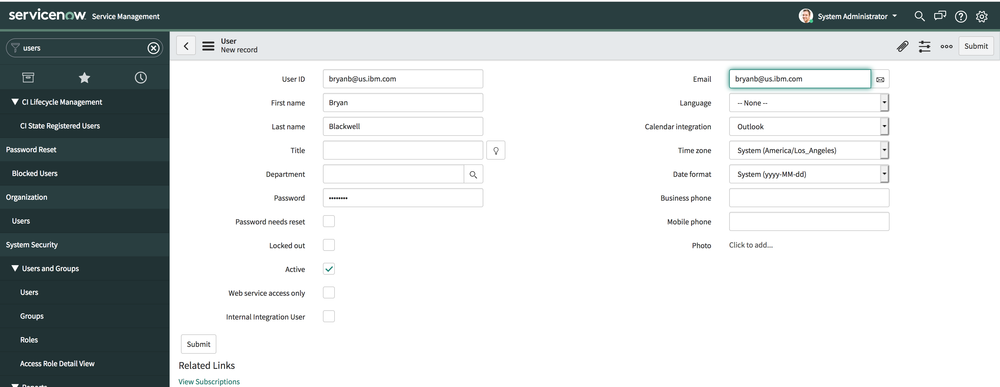 servicenow Service Management
System Administrator
users
CI Lifecycle Management
CI State Registered Users
Password Reset
Blocked Users
Organization
Users
System Security
Users and Groups
Users
Groups
Roles
Access Role Detail View
Reports
User
New record
Submit
User ID bryanb@us.ibm.com
First name Bryan
Last name Blackwell
Title
Department
Password ••••••••
Password needs reset
Locked out
Active
Web service access only
Internal Integration User
Email bryanb@us.ibm.com
Language -- None --
Calendar integration Outlook
Time zone System (America/Los_Angeles)
Date format System (yyyy-MM-dd)
Business phone
Mobile phone
Photo Click to add...
Submit
Related Links
View Subscriptions